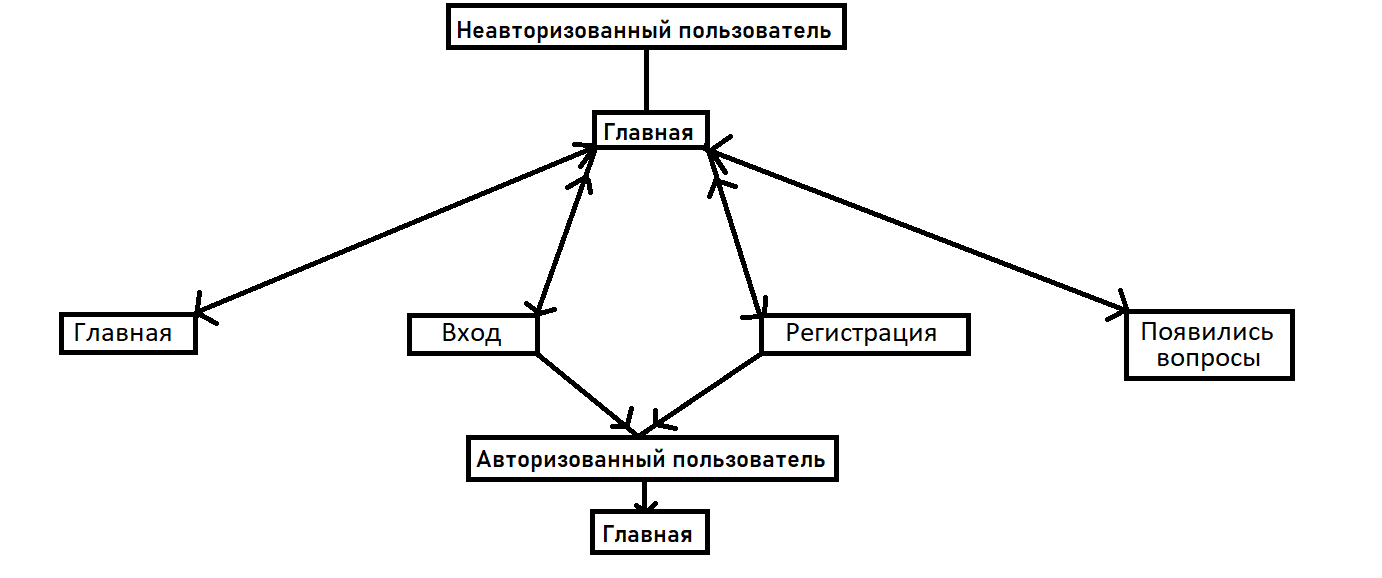 Неавторизованный пользователь
Главная
Главная
Вход
Регистрация
Появились
вопросы
Авторизованный пользователь
Главная